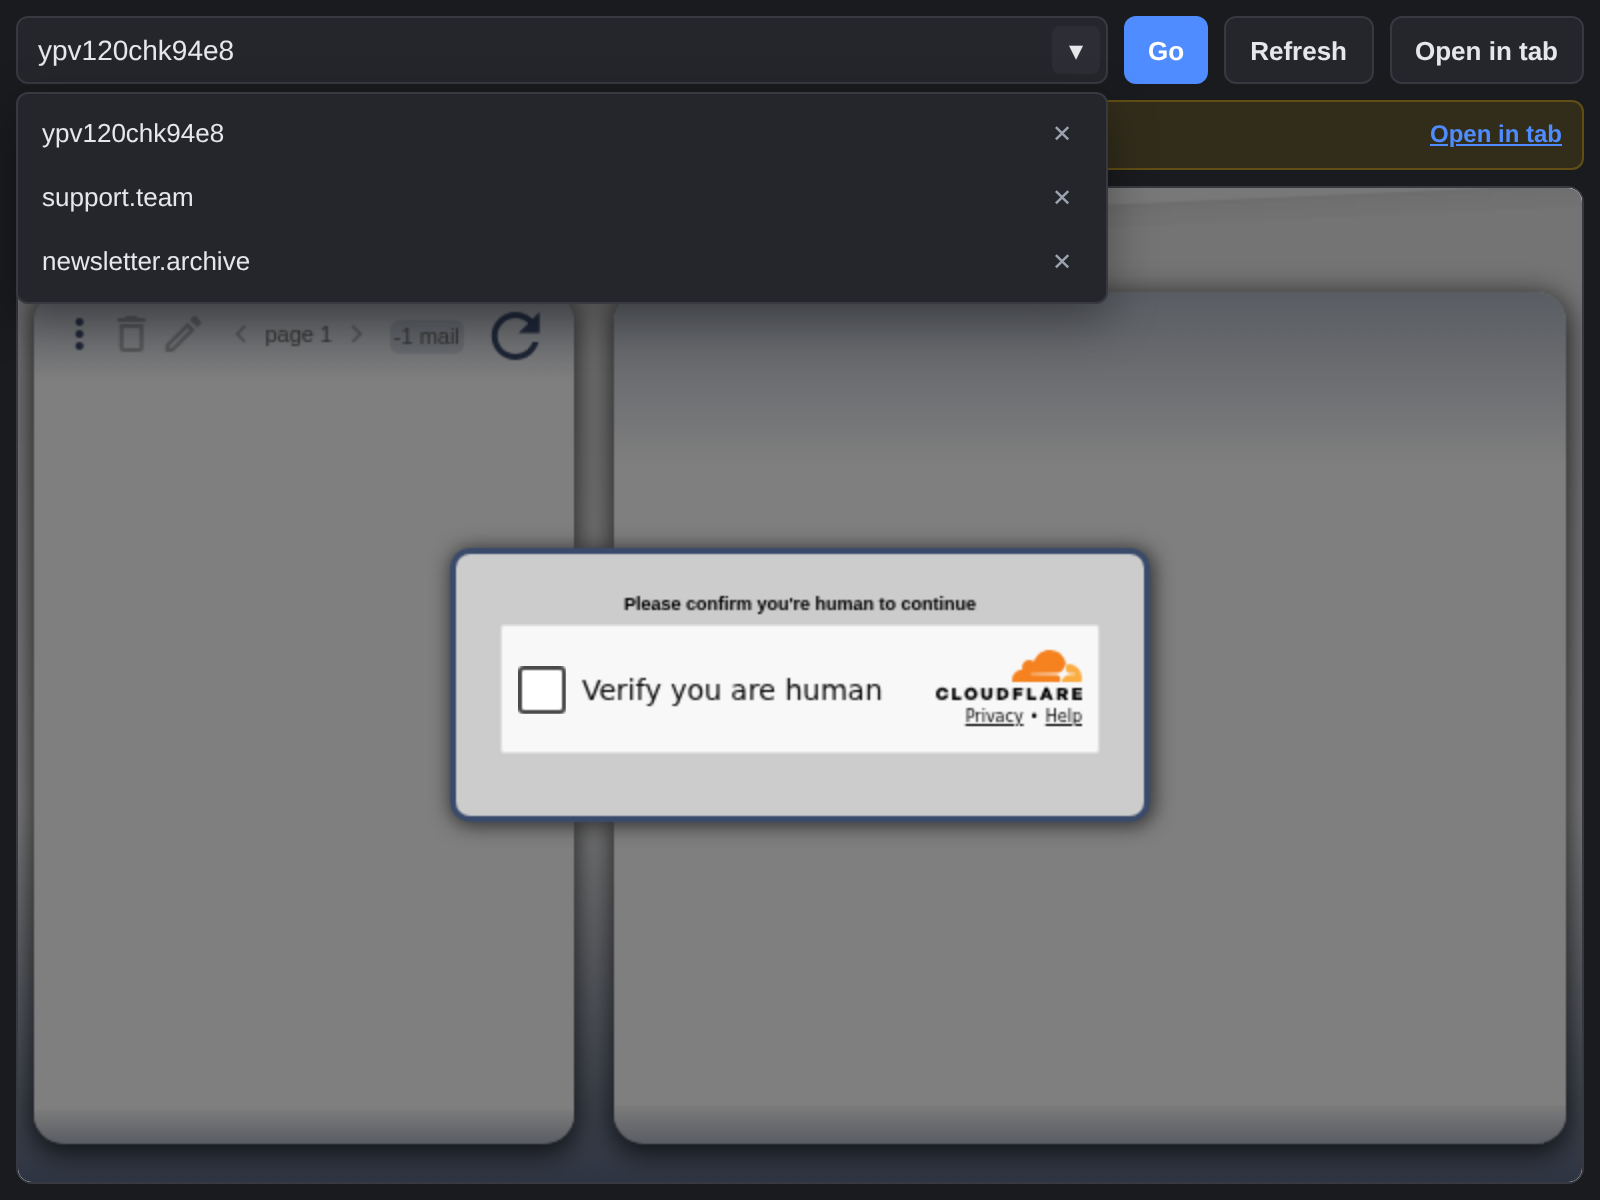 ypv120chk94e8 ▼ Go Refresh Open in tab
ypv120chk94e8 ✕
Open in tab
support.team ✕
newsletter.archive ✕
page 1 -1 mail
Please confirm you're human to continue
Verify you are human
CLOUDFLARE
Privacy • Help